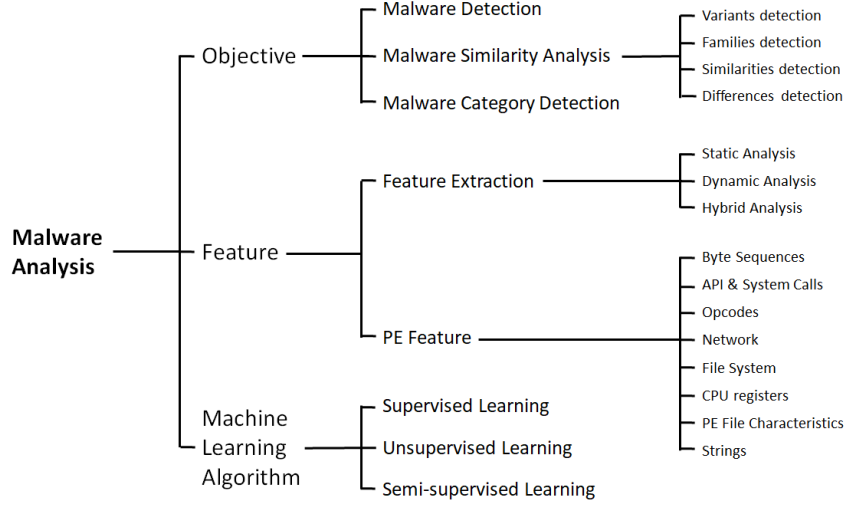 Malware
Analysis
Objective
Malware Detection
Malware Similarity Analysis
Variants detection
Families detection
Similarities detection
Differences detection
Malware Category Detection
Feature
Feature Extraction
Static Analysis
Dynamic Analysis
Hybrid Analysis
PE Feature
Byte Sequences
API & System Calls
Opcodes
Network
File System
CPU registers
PE File Characteristics
Strings
Machine
Learning
Algorithm
Supervised Learning
Unsupervised Learning
Semi-supervised Learning